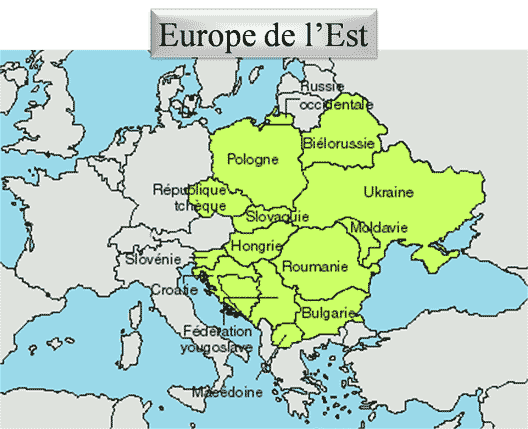 Europe de l'Est
Russie
occidentale
Biélorussie
Pologne
Ukraine
République
tchèque
Slovaquie
Moldavie
Hongrie
Slovénie
Roumanie
Croatie
Bulgarie
Fédération
yougoslave
Macédoine